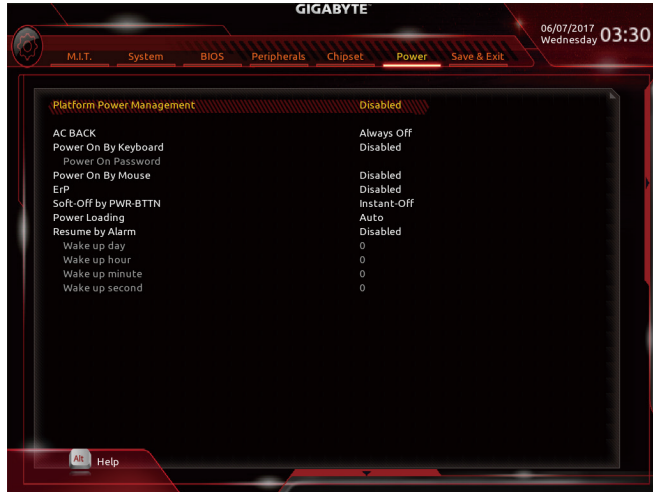 GIGABYTE™
06/07/2017
Wednesday 03:30
M.I.T. System BIOS Peripherals Chipset Power Save & Exit
Platform Power Management Disabled
AC BACK Always Off
Power On By Keyboard Disabled
Power On Password
Power On By Mouse Disabled
ErP Disabled
Soft-Off by PWR-BTTN Instant-Off
Power Loading Auto
Resume by Alarm Disabled
Wake up day 0
Wake up hour 0
Wake up minute 0
Wake up second 0
Alt Help